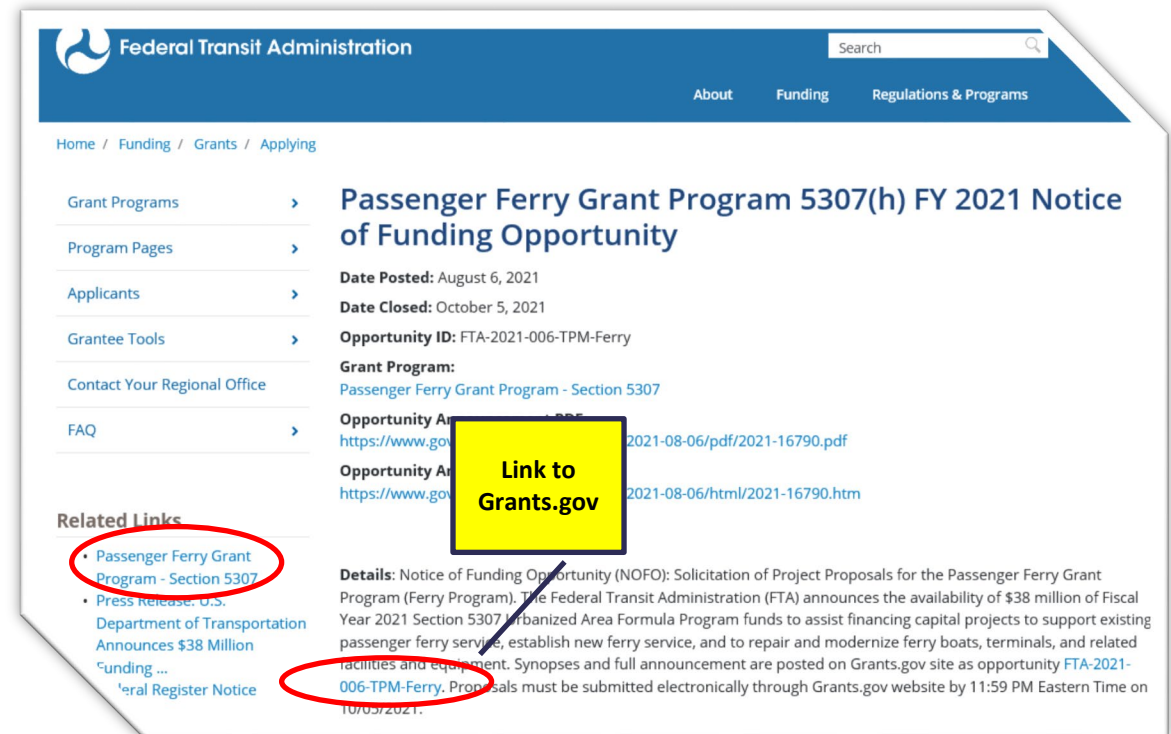 Federal Transit Administration
Search
About Funding Regulations & Programs
Home / Funding / Grants / Applying
Grant Programs
Program Pages
Applicants
Grantee Tools
Contact Your Regional Office
FAQ
Related Links
• Passenger Ferry Grant
Program - Section 5307
• Press Release: U.S.
Department of Transportation
Announces $38 Million
Funding ...
Register Notice
Passenger Ferry Grant Program 5307(h) FY 2021 Notice
of Funding Opportunity
Date Posted: August 6, 2021
Date Closed: October 5, 2021
Opportunity ID: FTA-2021-006-TPM-Ferry
Grant Program:
Passenger Ferry Grant Program - Section 5307
Opportunity
https://www.gov 2021-08-06/pdf/2021-16790.pdf
Opportunity
https://www.gov 2021-08-06/html/2021-16790.htm
Link to
Grants.gov
Details: Notice of Funding Opportunity (NOFO): Solicitation of Project Proposals for the Passenger Ferry Grant
Program (Ferry Program). The Federal Transit Administration (FTA) announces the availability of $38 million of Fiscal
Year 2021 Section 5307 Urbanized Area Formula Program funds to assist financing capital projects to support existing
passenger ferry service, establish new ferry service, and to repair and modernize ferry boats, terminals, and related
facilities and equipment. Synopses and full announcement are posted on Grants.gov site as opportunity FTA-2021-
006-TPM-Ferry. Proposals must be submitted electronically through Grants.gov website by 11:59 PM Eastern Time on
10/05/2021.